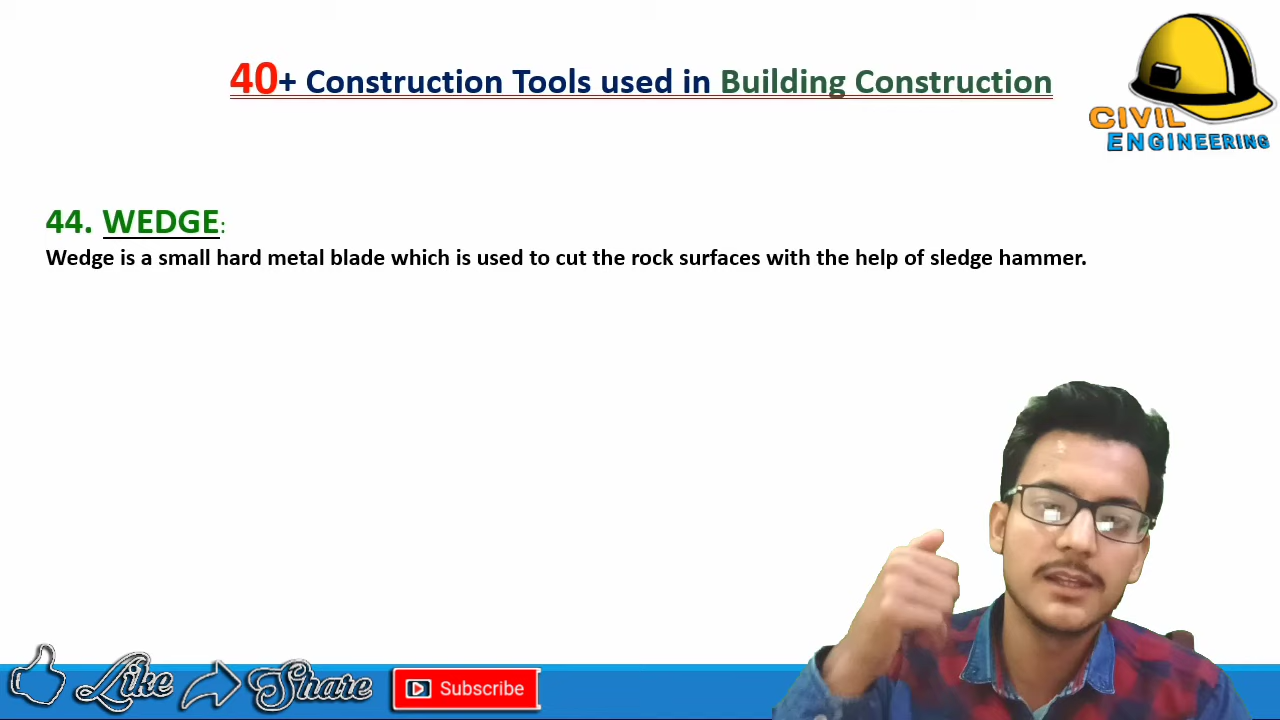 40+ Construction Tools used in Building Construction
CIVIL
ENGINEERING
44. WEDGE:
Wedge is a small hard metal blade which is used to cut the rock surfaces with the help of sledge hammer.
Like
Share
Subscribe